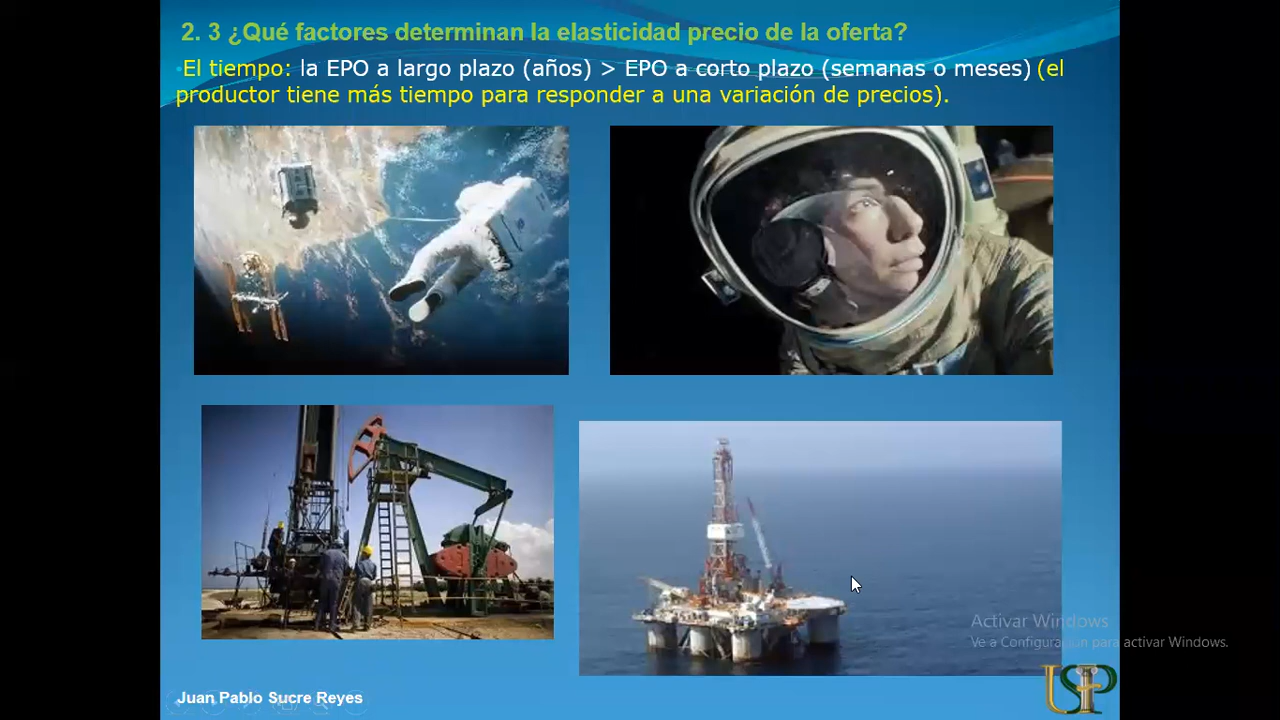 2. 3 ¿Qué factores determinan la elasticidad precio de la oferta?
•El tiempo: la EPO a largo plazo (años) > EPO a corto plazo (semanas o meses) (el
productor tiene más tiempo para responder a una variación de precios).
Activar Windows
Ve a Configuración para activar Windows.
Juan Pablo Sucre Reyes
USP